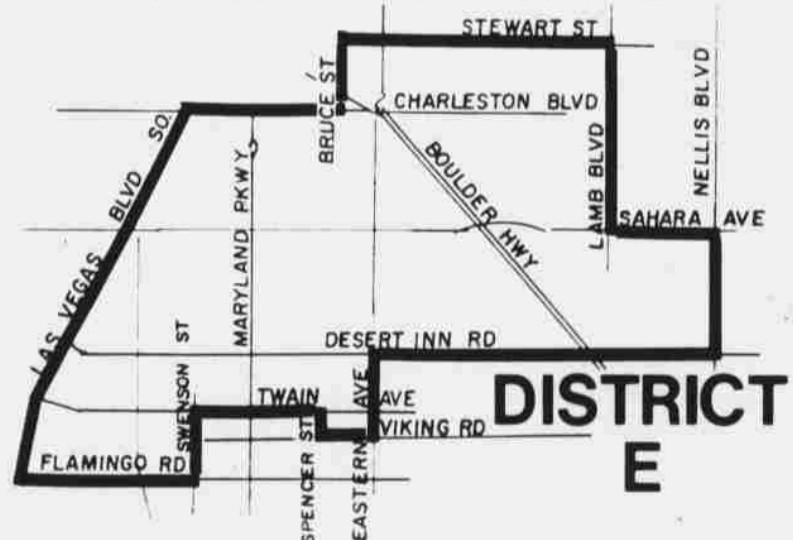 STEWART ST
CHARLESTON BLVD
BRUCE ST
NELLIS BLVD
LAS VEGAS BLVD SO.
MARYLAND PKWY
BOULDER HWY
LAMB BLVD
SAHARA AVE
DESERT INN RD
SWENSON ST
TWAIN AVE
SPENCER ST
EASTERN AVE
VIKING RD
FLAMINGO RD
DISTRICT
E